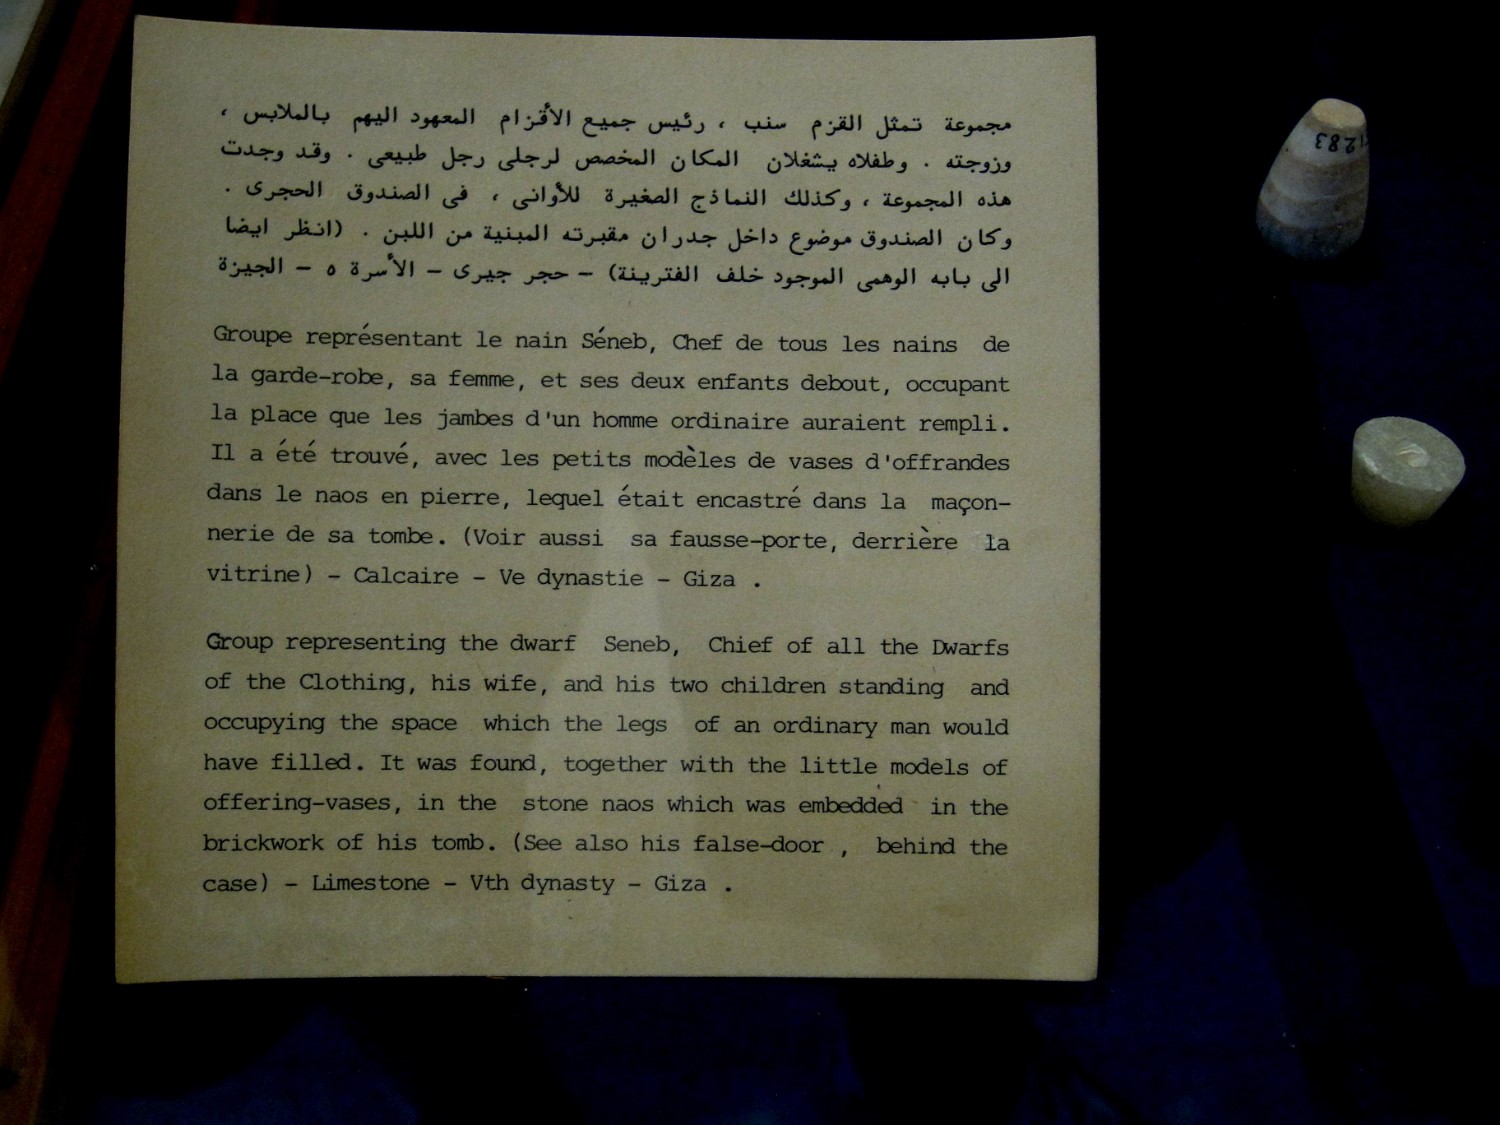 مجموعة تمثل القزم سنب ، رئيس جميع الأقزام المعهود اليهم بالملابس ،
وزوجته . وطفلاه يشغلان المكان المخصص لرجلى رجل طبيعى . وقد وجدت
هذه المجموعة ، وكذلك النماذج الصغيرة للأوانى ، فى الصندوق الحجرى .
وكان الصندوق موضوع داخل جدران مقبرته المبنية من اللبن . (انظر ايضا
الى بابه الوهمى الموجود خلف الفترينة) – حجر جيرى – الأسرة ٥ – الجيزة
Groupe représentant le nain Séneb, Chef de tous les nains de
la garde-robe, sa femme, et ses deux enfants debout, occupant
la place que les jambes d'un homme ordinaire auraient rempli.
Il a été trouvé, avec les petits modèles de vases d'offrandes
dans le naos en pierre, lequel était encastré dans la maçon-
nerie de sa tombe. (Voir aussi sa fausse-porte, derrière la
vitrine) - Calcaire - Ve dynastie - Giza .
Group representing the dwarf Seneb, Chief of all the Dwarfs
of the Clothing, his wife, and his two children standing and
occupying the space which the legs of an ordinary man would
have filled. It was found, together with the little models of
offering-vases, in the stone naos which was embedded in the
brickwork of his tomb. (See also his false-door , behind the
case) - Limestone - Vth dynasty - Giza .